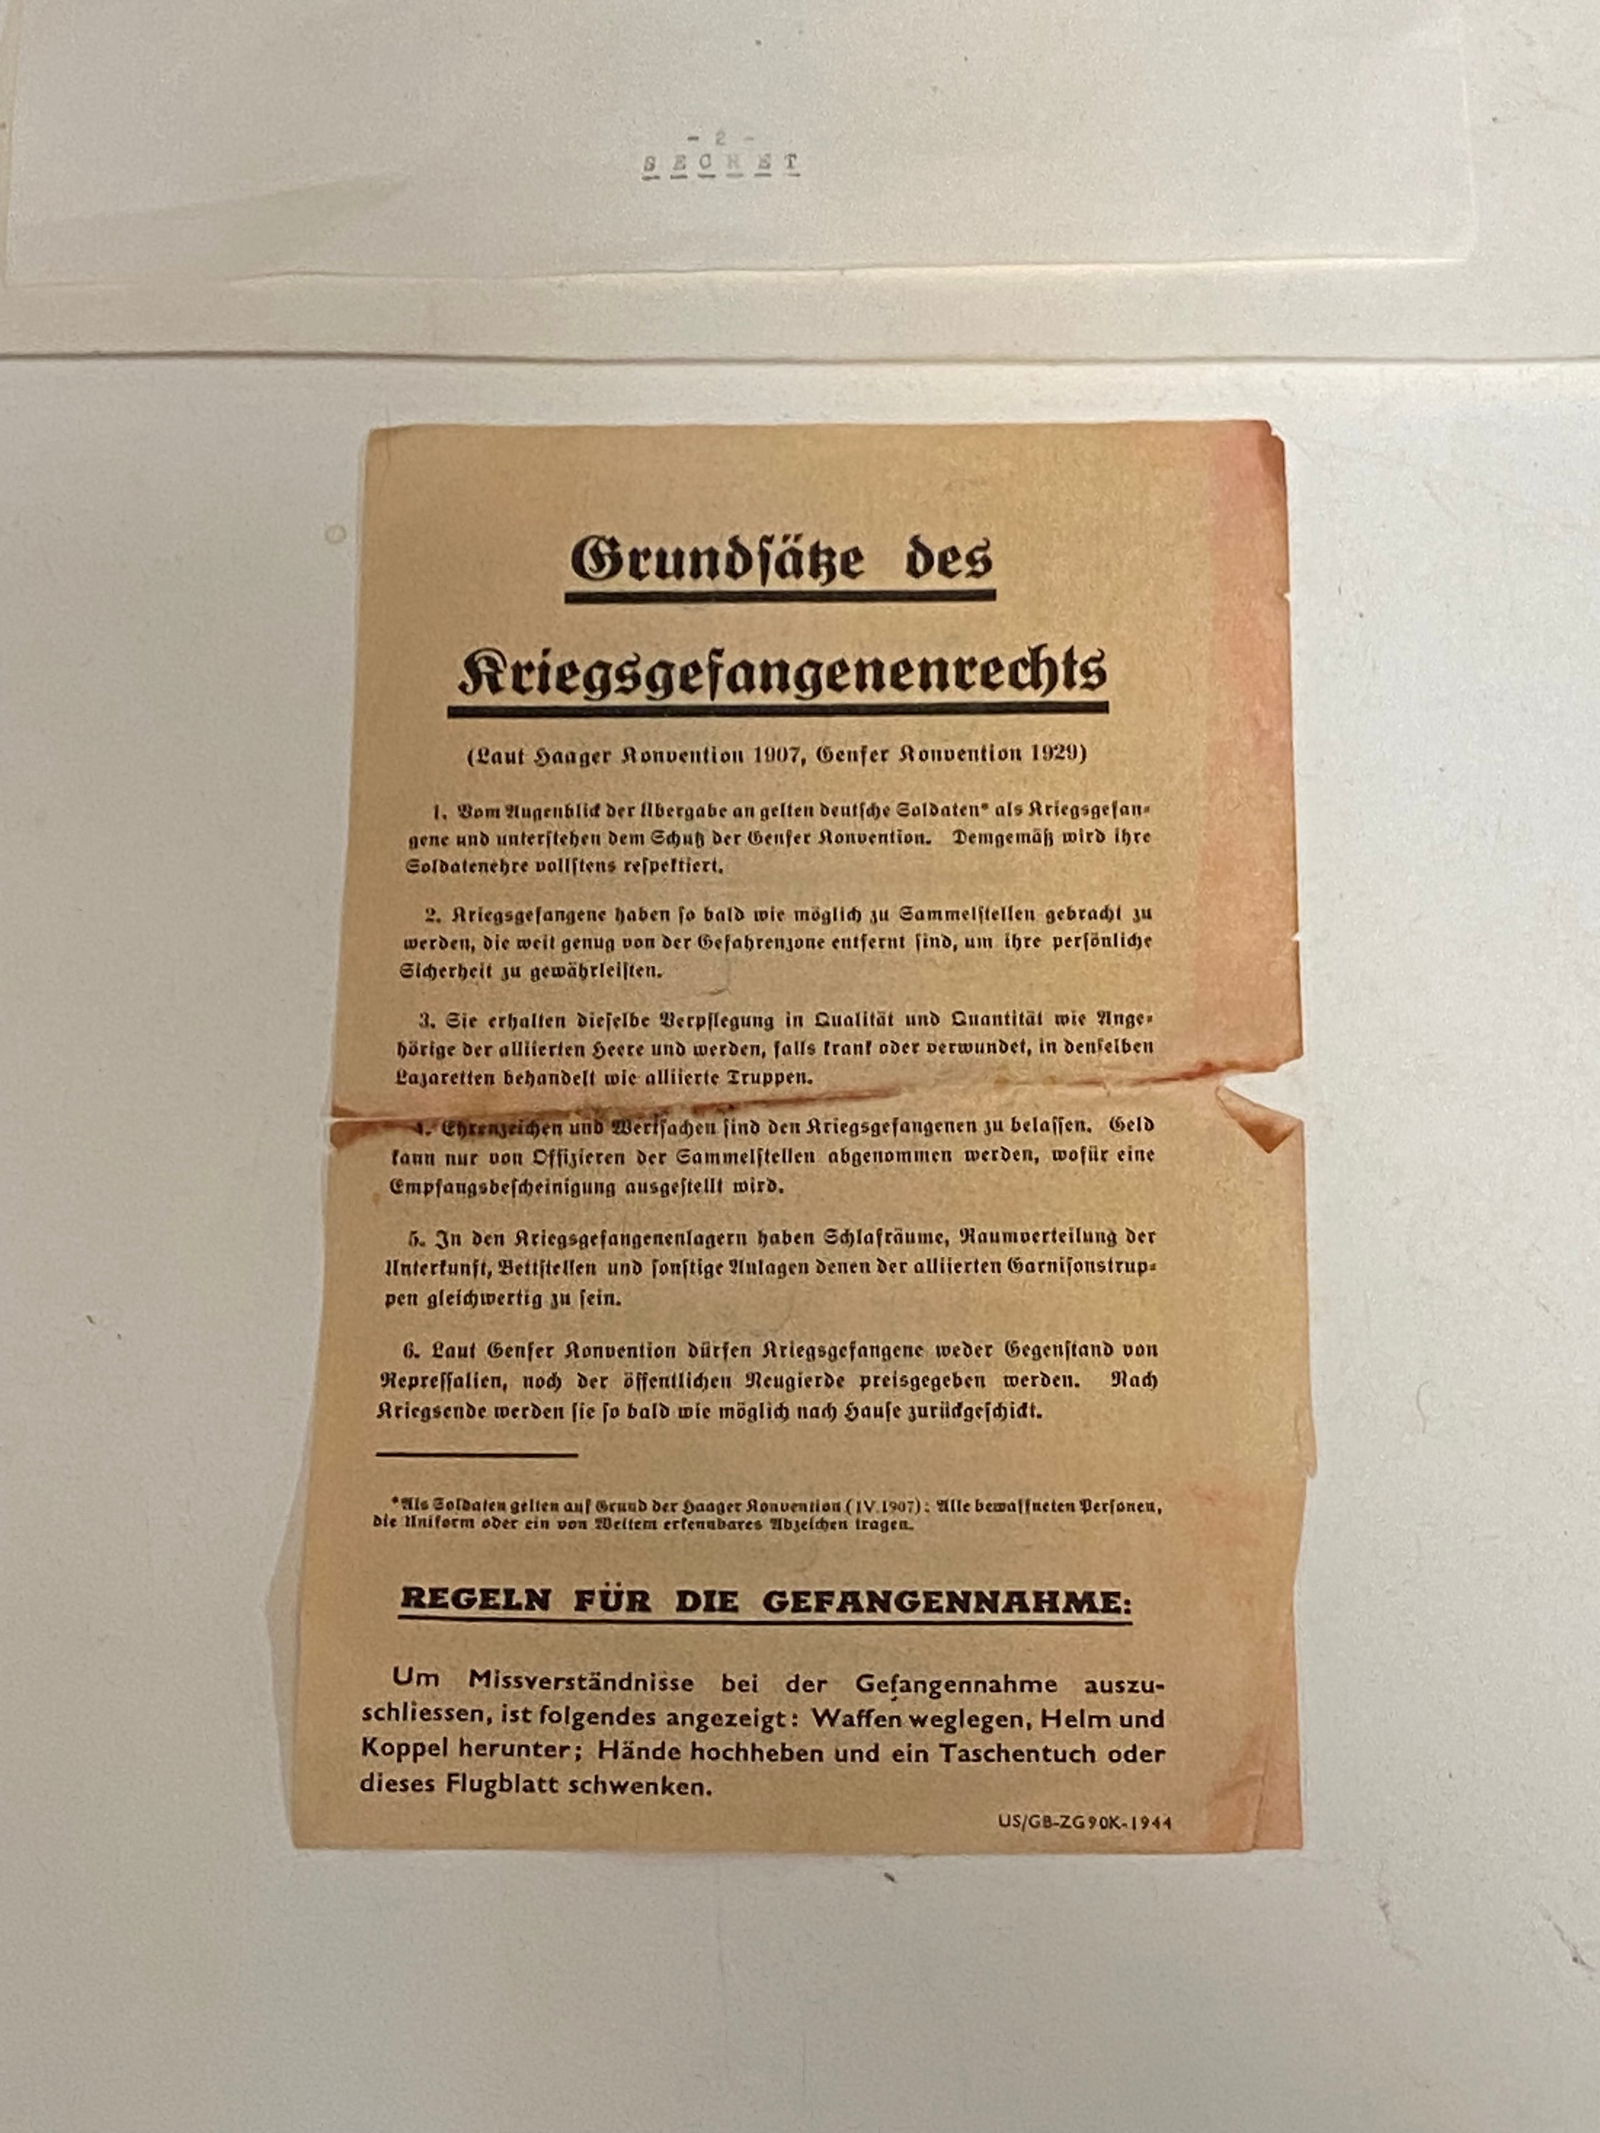 - 2 -
SECRET
Grundsätze des
Kriegsgefangenenrechts
(Laut Haager Konvention 1907, Genfer Konvention 1929)
1. Vom Augenblick der Übergabe an gelten deutsche Soldaten* als Kriegsgefan-
gene und unterstehen dem Schutz der Genfer Konvention. Demgemäß wird ihre
Soldatenehre vollstens respektiert.
2. Kriegsgefangene haben so bald wie möglich zu Sammelstellen gebracht zu
werden, die weit genug von der Gefahrenzone entfernt sind, um ihre persönliche
Sicherheit zu gewährleisten.
3. Sie erhalten dieselbe Verpflegung in Qualität und Quantität wie Ange-
hörige der alliierten Heere und werden, falls krank oder verwundet, in denselben
Lazaretten behandelt wie alliierte Truppen.
4. Ehrenzeichen und Wertsachen sind den Kriegsgefangenen zu belassen. Geld
kann nur von Offizieren der Sammelstellen abgenommen werden, wofür eine
Empfangsbescheinigung ausgestellt wird.
5. In den Kriegsgefangenenlagern haben Schlafräume, Raumverteilung der
Unterkunft, Bettstellen und sonstige Anlagen denen der alliierten Garnisonstrup-
pen gleichwertig zu sein.
6. Laut Genfer Konvention dürfen Kriegsgefangene weder Gegenstand von
Repressalien, noch der öffentlichen Neugierde preisgegeben werden. Nach
Kriegsende werden sie so bald wie möglich nach Hause zurückgeschickt.
*Als Soldaten gelten auf Grund der Haager Konvention (IV.1907): Alle bewaffneten Personen,
die Uniform oder ein von Weitem erkennbares Abzeichen tragen.
REGELN FÜR DIE GEFANGENNAHME:
Um Missverständnisse bei der Gefangennahme auszu-
schliessen, ist folgendes angezeigt: Waffen weglegen, Helm und
Koppel herunter; Hände hochheben und ein Taschentuch oder
dieses Flugblatt schwenken.
US/GB-ZG90K-1944